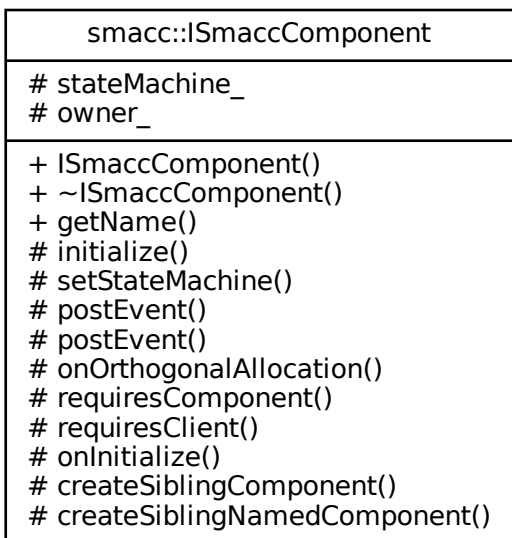 smacc::ISmaccComponent
# stateMachine_
# owner_
+ ISmaccComponent()
+ ~ISmaccComponent()
+ getName()
# initialize()
# setStateMachine()
# postEvent()
# postEvent()
# onOrthogonalAllocation()
# requiresComponent()
# requiresClient()
# onInitialize()
# createSiblingComponent()
# createSiblingNamedComponent()